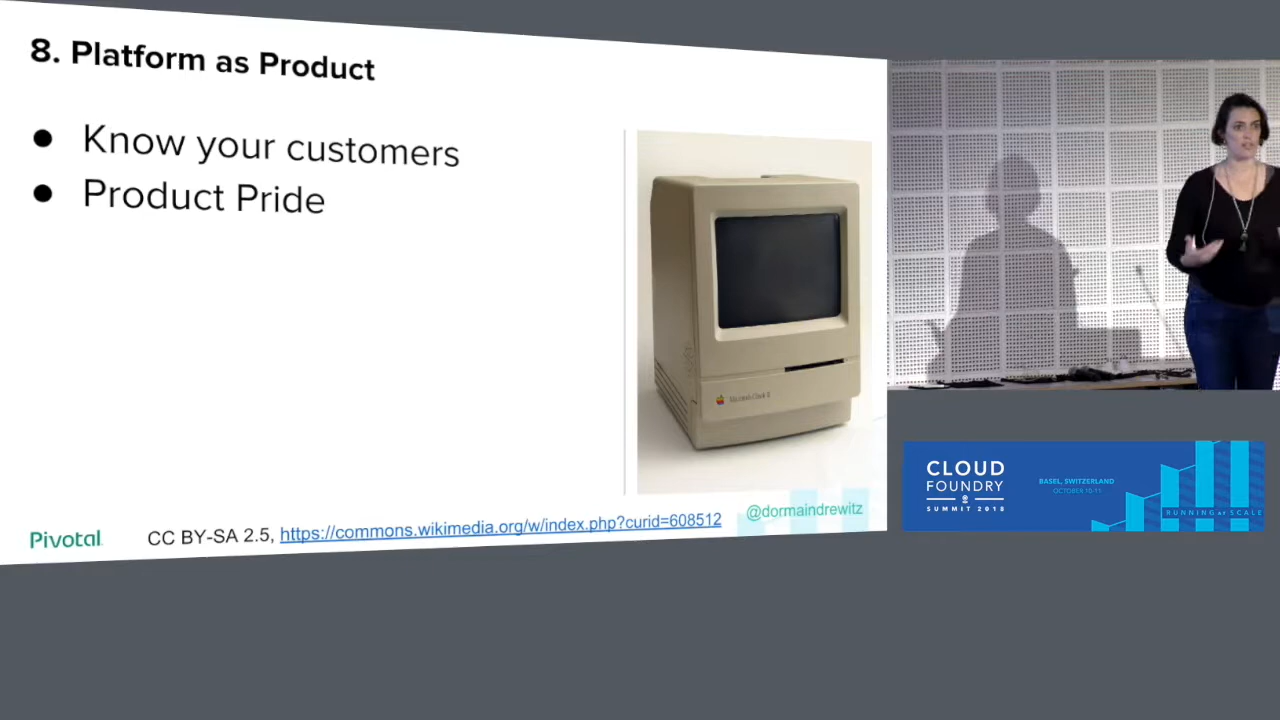 8. Platform as Product
● Know your customers
● Product Pride
@dormaindrewitz
Pivotal
CC BY-SA 2.5, https://commons.wikimedia.org/w/index.php?curid=608512
CLOUD
FOUNDRY
SUMMIT 2018
BASEL, SWITZERLAND
OCTOBER 10-11
RUNNING at SCALE